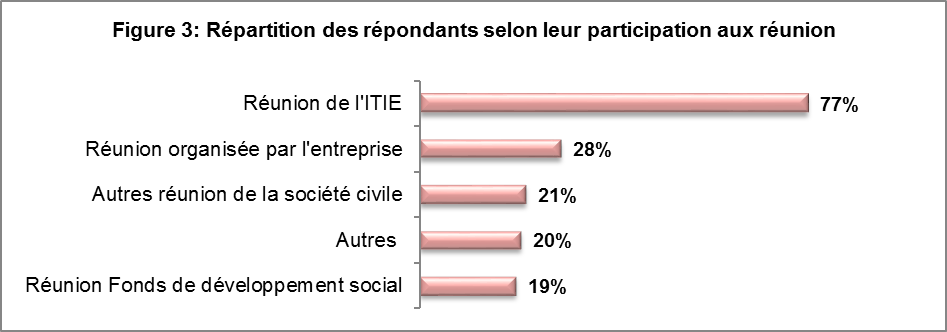 Figure 3: Répartition des répondants selon leur participation aux réunion
Réunion de l'ITIE 77%
Réunion organisée par l'entreprise 28%
Autres réunion de la société civile 21%
Autres 20%
Réunion Fonds de développement social 19%